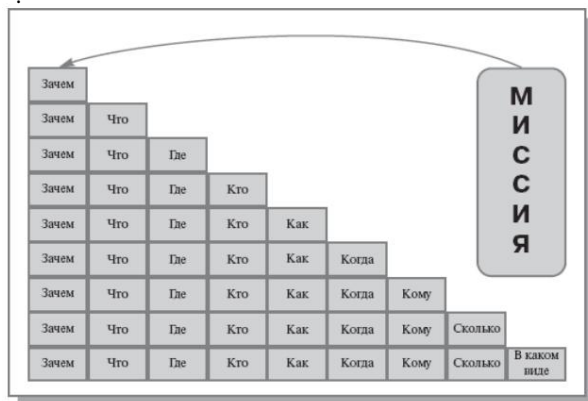 Зачем
Зачем Что
Зачем Что Где
Зачем Что Где Кто
Зачем Что Где Кто Как
Зачем Что Где Кто Как Когда
Зачем Что Где Кто Как Когда Кому
Зачем Что Где Кто Как Когда Кому Сколько
Зачем Что Где Кто Как Когда Кому Сколько В каком
виде
М
И
С
С
И
Я